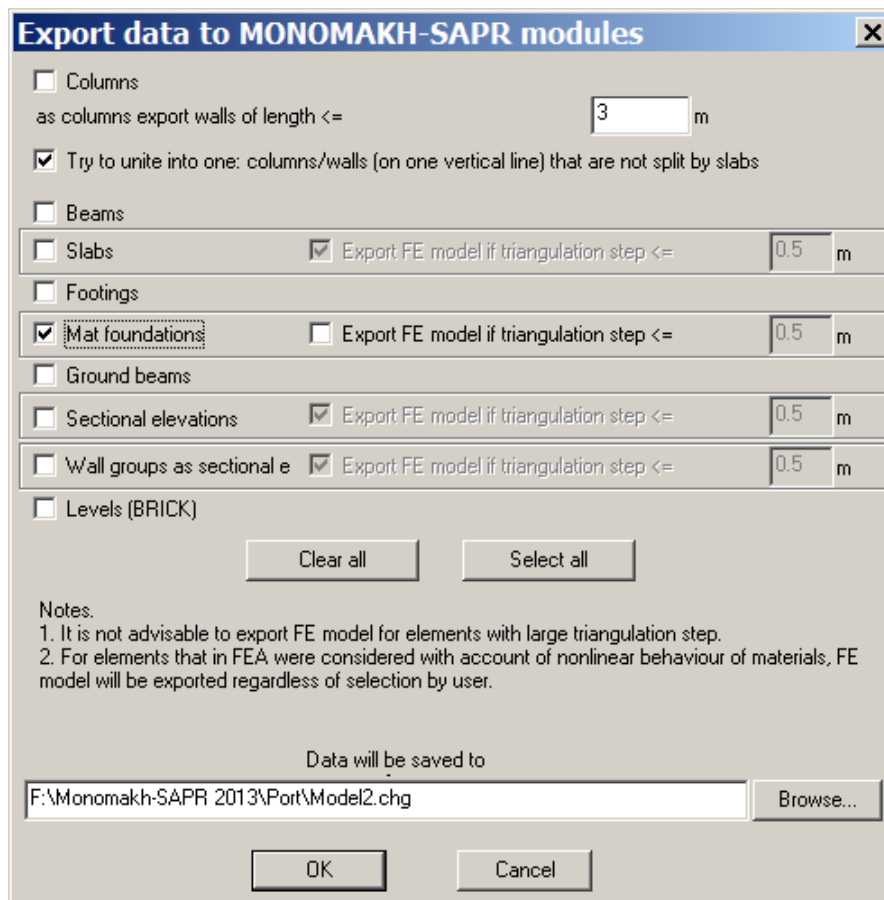 Export data to MONOMAKH-SAPR modules
Columns
as columns export walls of length <= 3 m
Try to unite into one: columns/walls (on one vertical line) that are not split by slabs
Beams
Slabs Export FE model if triangulation step <= 0.5 m
Footings
Mat foundations Export FE model if triangulation step <= 0.5 m
Ground beams
Sectional elevations Export FE model if triangulation step <= 0.5 m
Wall groups as sectional e Export FE model if triangulation step <= 0.5 m
Levels (BRICK)
Clear all Select all
Notes.
1. It is not advisable to export FE model for elements with large triangulation step.
2. For elements that in FEA were considered with account of nonlinear behaviour of materials, FE
model will be exported regardless of selection by user.
Data will be saved to
F:\Monomakh-SAPR 2013\Port\Model2.chg Browse...
OK Cancel